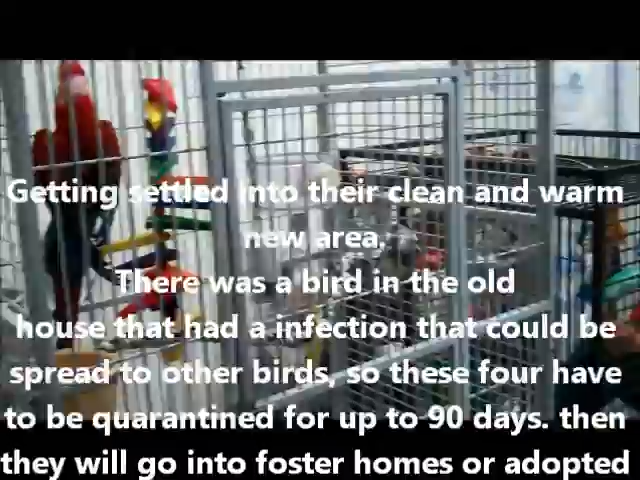 Getting settled into their clean and warm
new area.
There was a bird in the old
house that had a infection that could be
spread to other birds, so these four have
to be quarantined for up to 90 days. then
they will go into foster homes or adopted